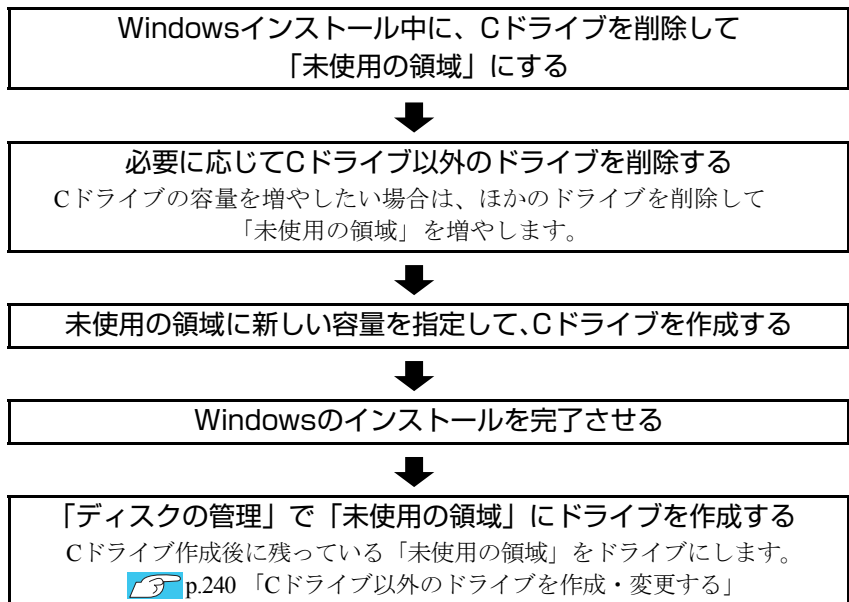 Windowsインストール中に、Cドライブを削除して
「未使用の領域」にする
必要に応じてCドライブ以外のドライブを削除する
Cドライブの容量を増やしたい場合は、ほかのドライブを削除して
「未使用の領域」を増やします。
未使用の領域に新しい容量を指定して、Cドライブを作成する
Windowsのインストールを完了させる
「ディスクの管理」で「未使用の領域」にドライブを作成する
Cドライブ作成後に残っている「未使用の領域」をドライブにします。
p.240 「Cドライブ以外のドライブを作成・変更する」